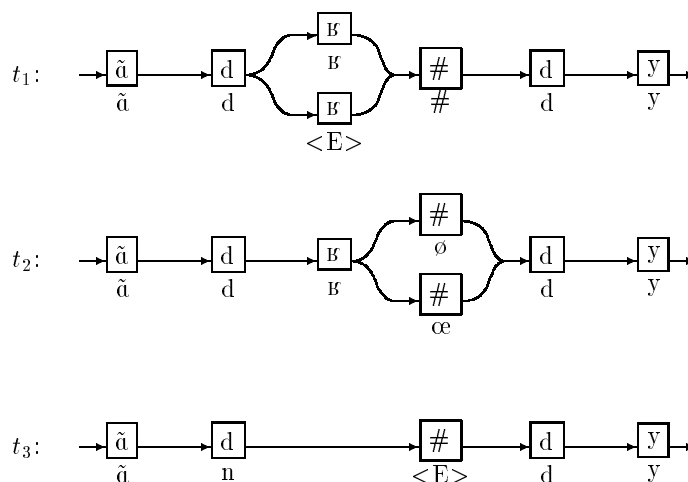 ʁ
t₁: ã d ʁ # d y
ã d ʁ # d y
<E>
#
t₂: ã d ʁ ø d y
ã d ʁ # d y
œ
t₃: ã d # d y
ã n <E> d y